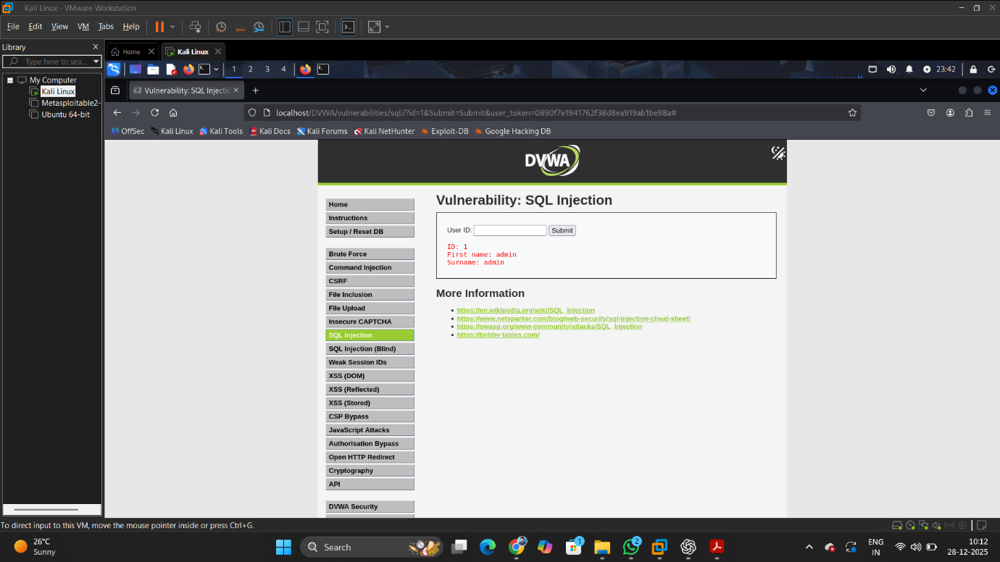 Kali Linux - VMware Workstation
File Edit View VM Tabs Help
Library
Type here to sea...
My Computer
Kali Linux
Metasploitable2-
Ubuntu 64-bit
Home
Kali Linux
1 2 3 4
23:42
Vulnerability: SQL Injectio
localhost/DVWA/vulnerabilities/sqli/?id=1&Submit=Submit&user_token=0890f7e1941762f38d8ea919ab1be98a#
OffSec Kali Linux Kali Tools Kali Docs Kali Forums Kali NetHunter Exploit-DB Google Hacking DB
DVWA
Home
Instructions
Setup / Reset DB
Brute Force
Command Injection
CSRF
File Inclusion
File Upload
Insecure CAPTCHA
SQL Injection
SQL Injection (Blind)
Weak Session IDs
XSS (DOM)
XSS (Reflected)
XSS (Stored)
CSP Bypass
JavaScript Attacks
Authorisation Bypass
Open HTTP Redirect
Cryptography
API
DVWA Security
Vulnerability: SQL Injection
User ID: Submit
ID: 1
First name: admin
Surname: admin
More Information
https://en.wikipedia.org/wiki/SQL_Injection
https://www.netsparker.com/blog/web-security/sql-injection-cheat-sheet/
https://owasp.org/www-community/attacks/SQL_Injection
https://bobby-tables.com/
To direct input to this VM, move the mouse pointer inside or press Ctrl+G.
26°C
Sunny
Search
1
2
ENG
IN
10:12
28-12-2025